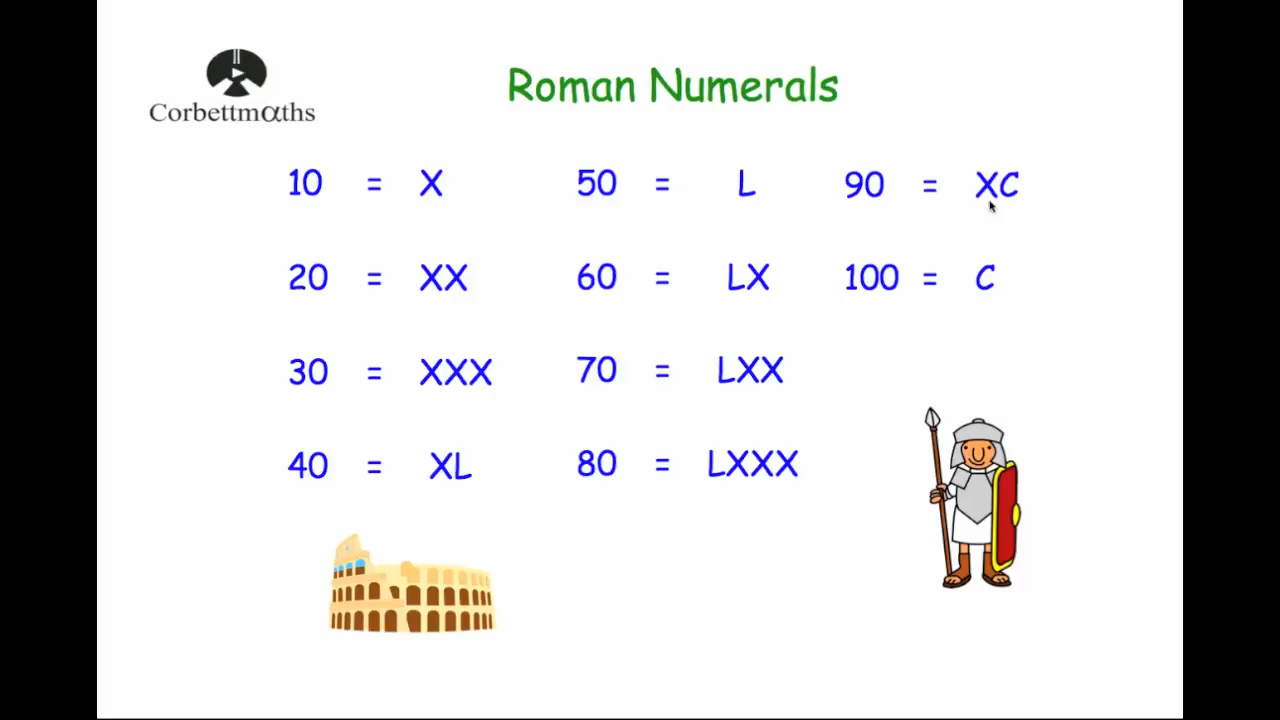 Corbettmαths
Roman Numerals
10 = X 50 = L 90 = XC
20 = XX 60 = LX 100 = C
30 = XXX 70 = LXX
40 = XL 80 = LXXX